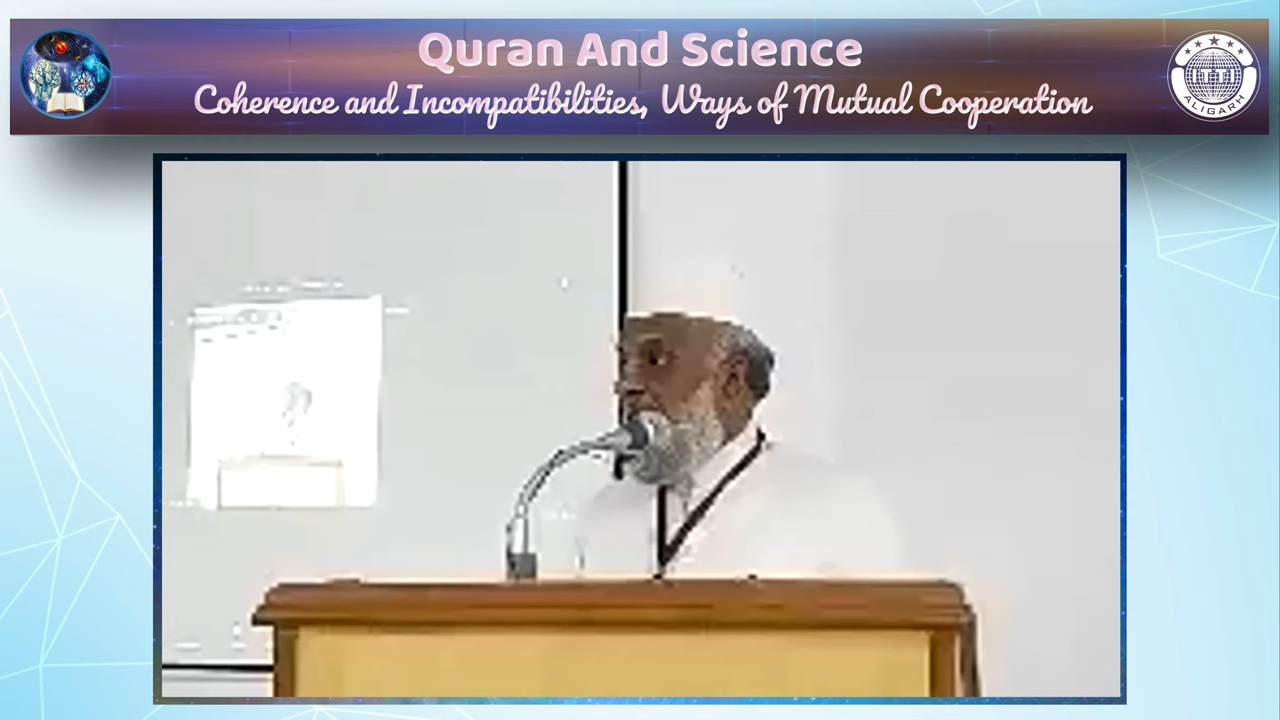 Quran And Science
Coherence and Incompatibilities, Ways of Mutual Cooperation
ALIGARH